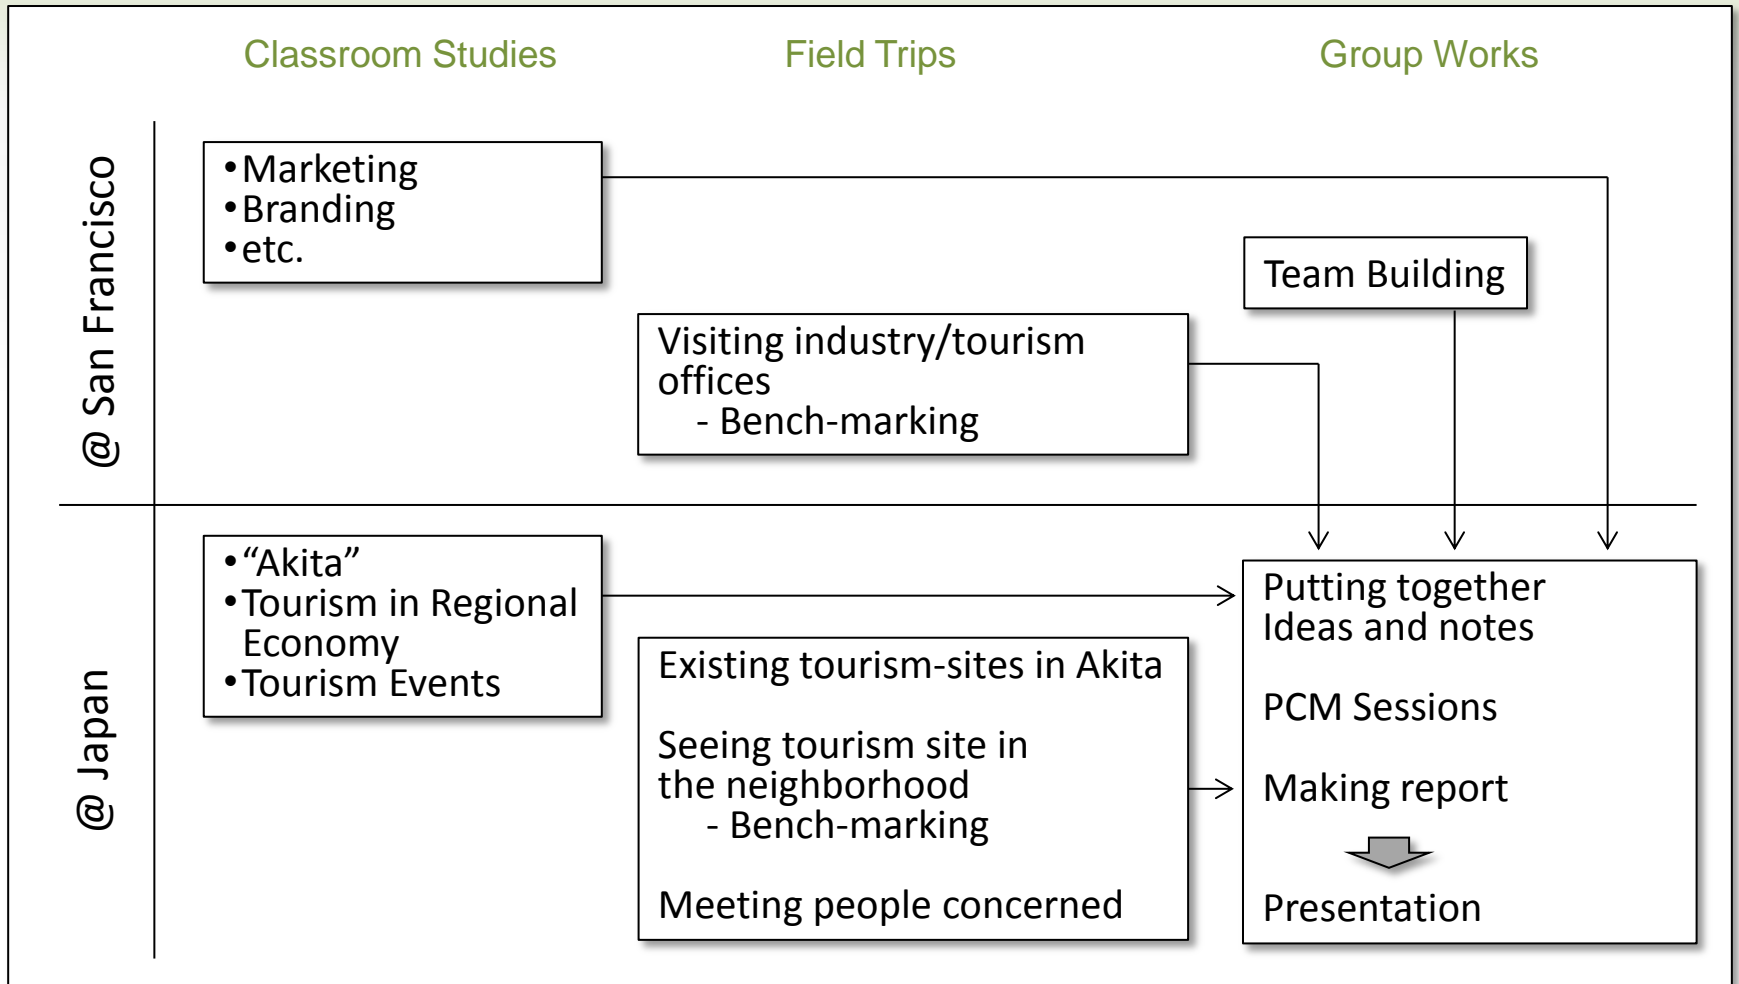 Classroom Studies
Field Trips
Group Works
@ San Francisco
•Marketing
•Branding
•etc.
Team Building
Visiting industry/tourism
offices
- Bench-marking
@ Japan
•“Akita”
•Tourism in Regional
Economy
•Tourism Events
Existing tourism-sites in Akita
Seeing tourism site in
the neighborhood
- Bench-marking
Meeting people concerned
Putting together
Ideas and notes
PCM Sessions
Making report
Presentation